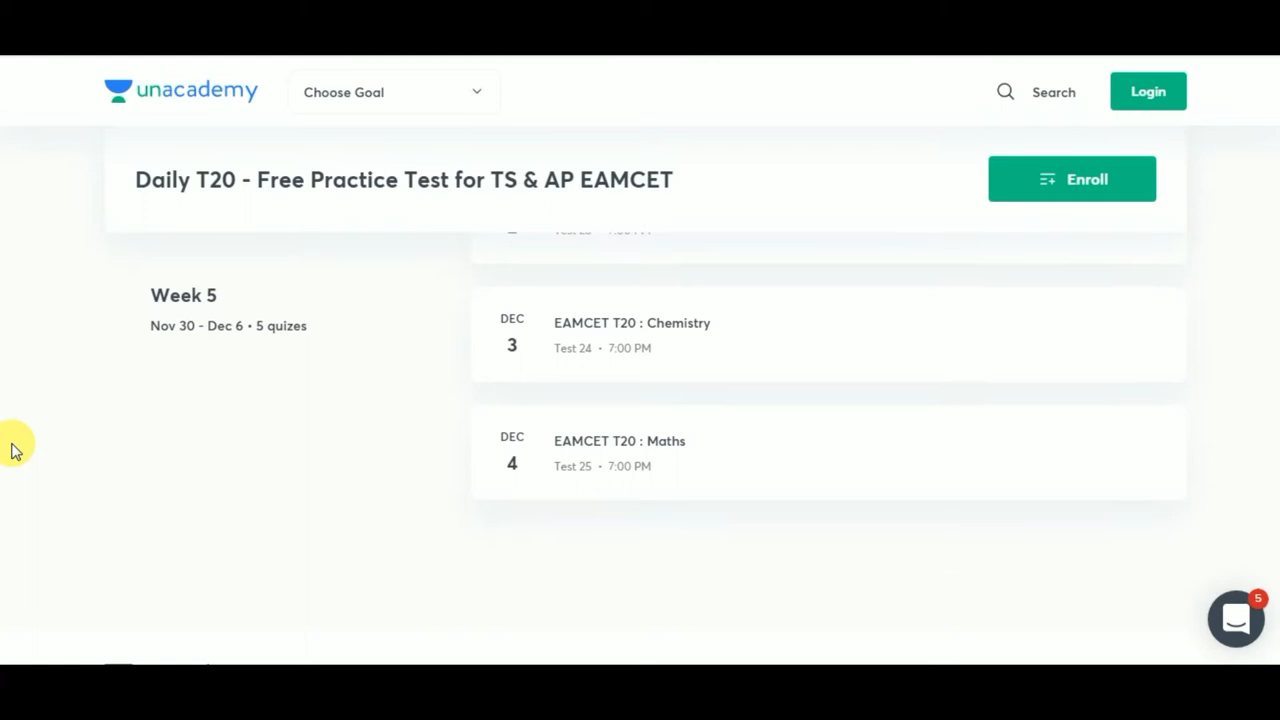 unacademy
Choose Goal
Search
Login
Daily T20 - Free Practice Test for TS & AP EAMCET
Enroll
Week 5
Nov 30 - Dec 6 • 5 quizes
DEC
3
EAMCET T20 : Chemistry
Test 24 • 7:00 PM
DEC
4
EAMCET T20 : Maths
Test 25 • 7:00 PM
5